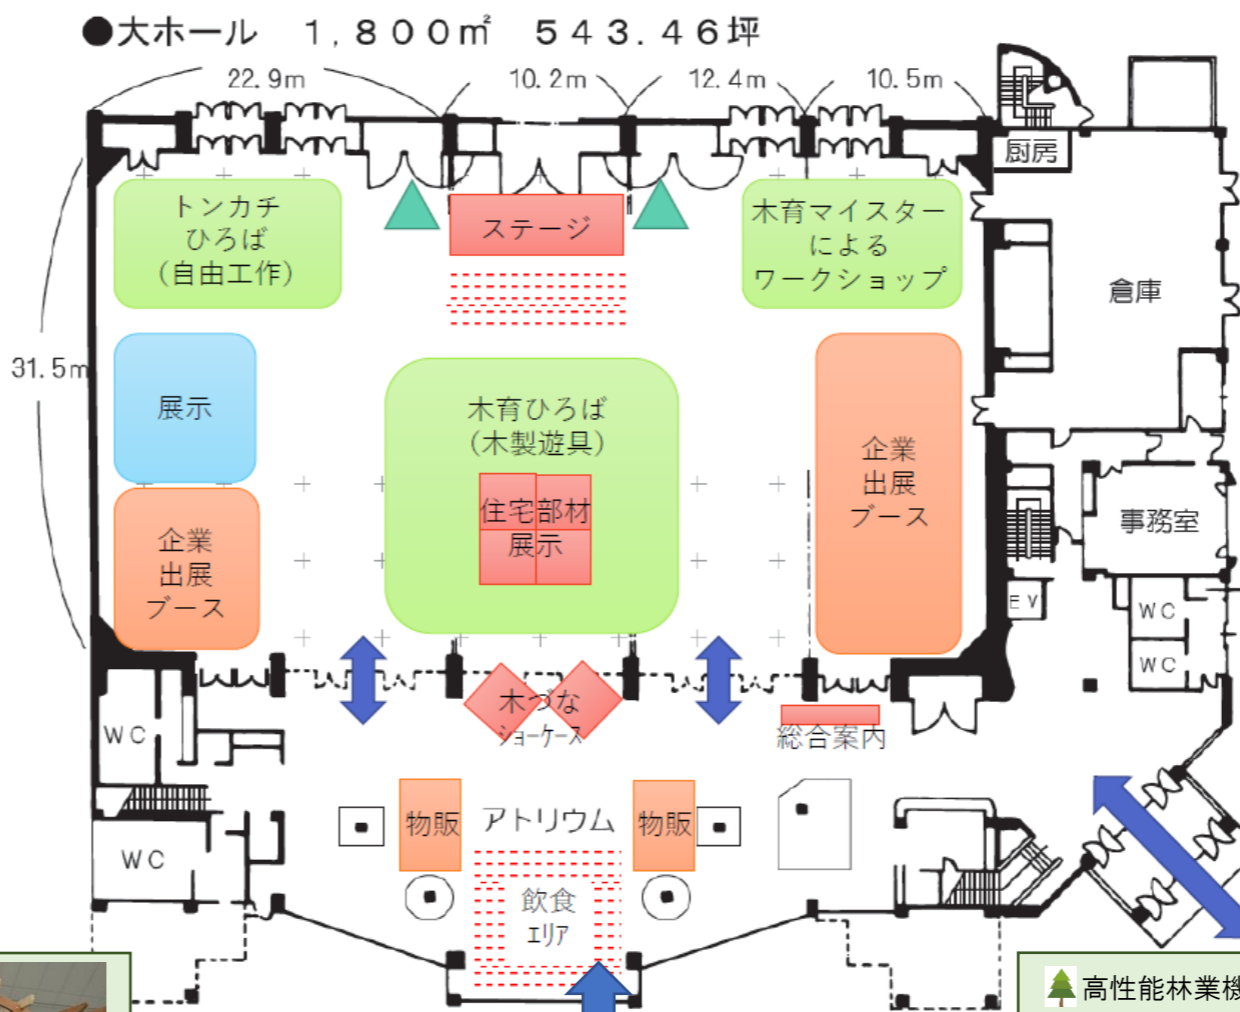 ●大ホール　1,800㎡　543.46坪
22.9m
10.2m
12.4m
10.5m
厨房
トンカチ
ひろば
（自由工作）
ステージ
木育マイスター
による
ワークショップ
倉庫
31.5m
展示
木育ひろば
（木製遊具）
住宅部材
展示
企業
出展
ブース
事務室
企業
出展
ブース
EV
WC
WC
木づな
ショーケース
総合案内
WC
物販
アトリウム
物販
WC
飲食
エリア
高性能林業機